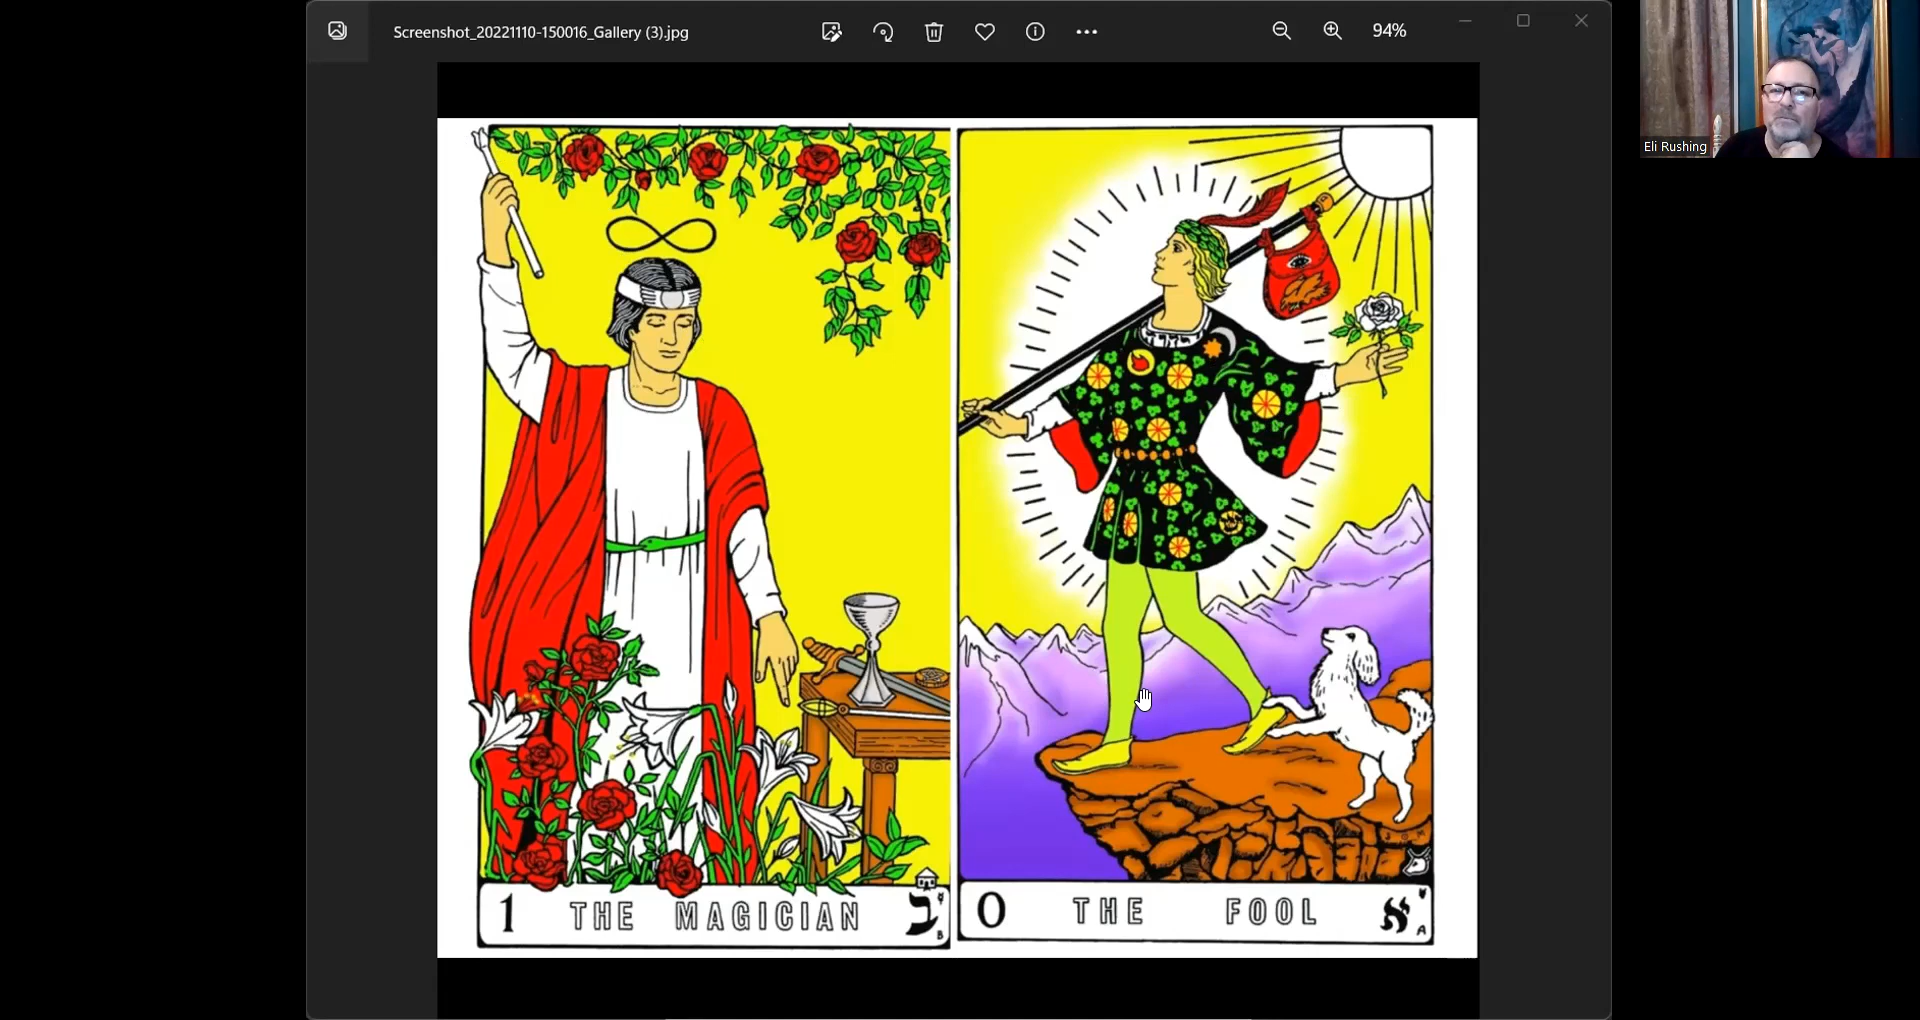 Screenshot_20221110-150016_Gallery (3).jpg
94%
Eli Rushing
1 THE MAGICIAN ב
B
0 THE FOOL א
A